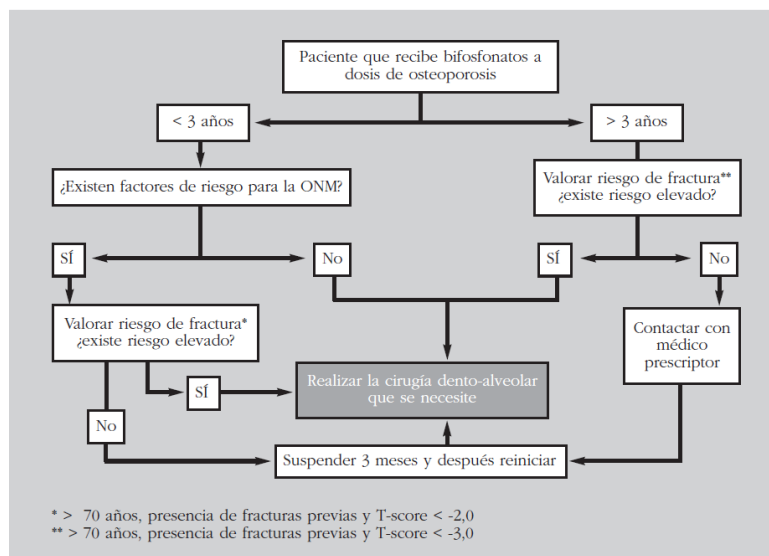 Paciente que recibe bifosfonatos a
dosis de osteoporosis
< 3 años
> 3 años
¿Existen factores de riesgo para la ONM?
Valorar riesgo de fractura**
¿existe riesgo elevado?
SÍ
No
SÍ
No
Valorar riesgo de fractura*
¿existe riesgo elevado?
Contactar con
médico
prescriptor
Realizar la cirugía dento-alveolar
que se necesite
SÍ
No
Suspender 3 meses y después reiniciar
* > 70 años, presencia de fracturas previas y T-score < -2,0
** > 70 años, presencia de fracturas previas y T-score < -3,0